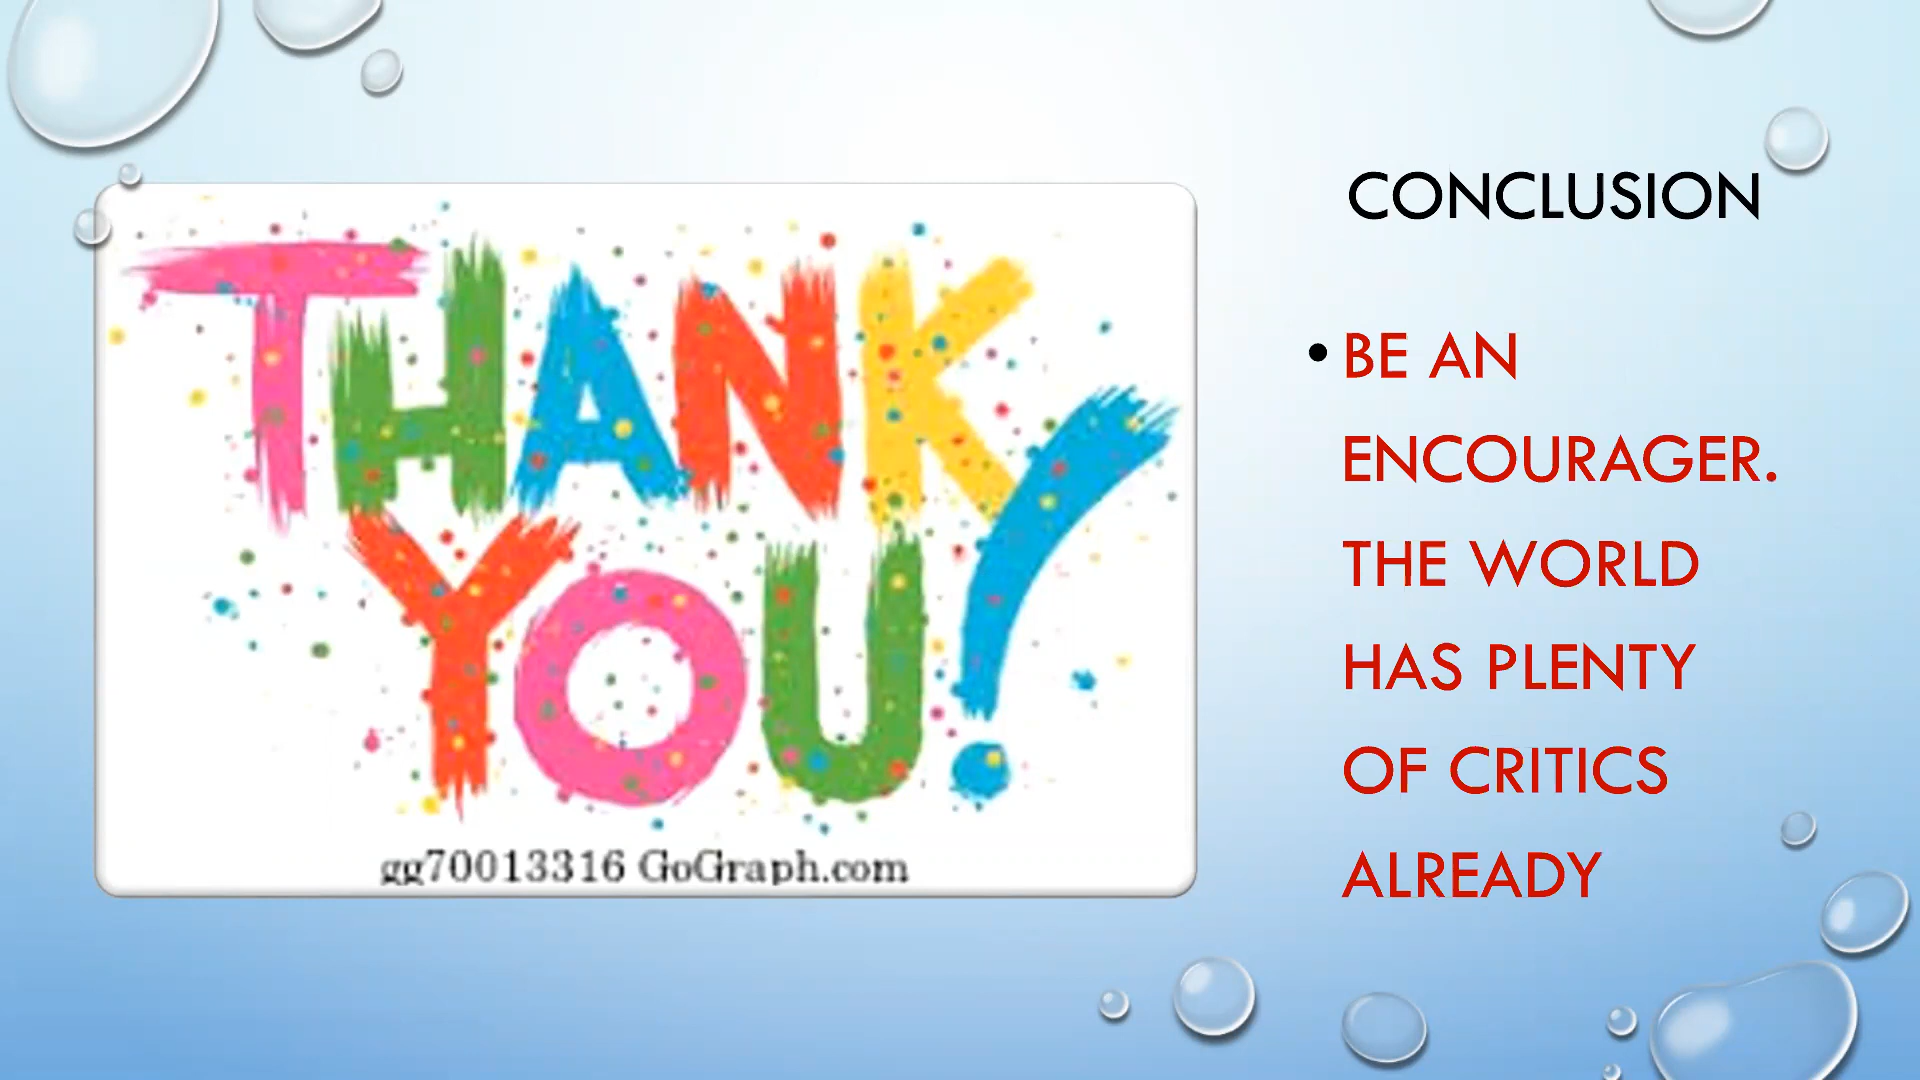 THANK
YOU!
gg70013316 GoGraph.com
CONCLUSION
• BE AN
ENCOURAGER.
THE WORLD
HAS PLENTY
OF CRITICS
ALREADY